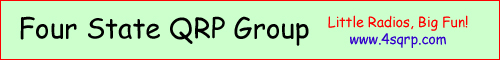 Four State QRP Group
Little Radios, Big Fun!
www.4sqrp.com